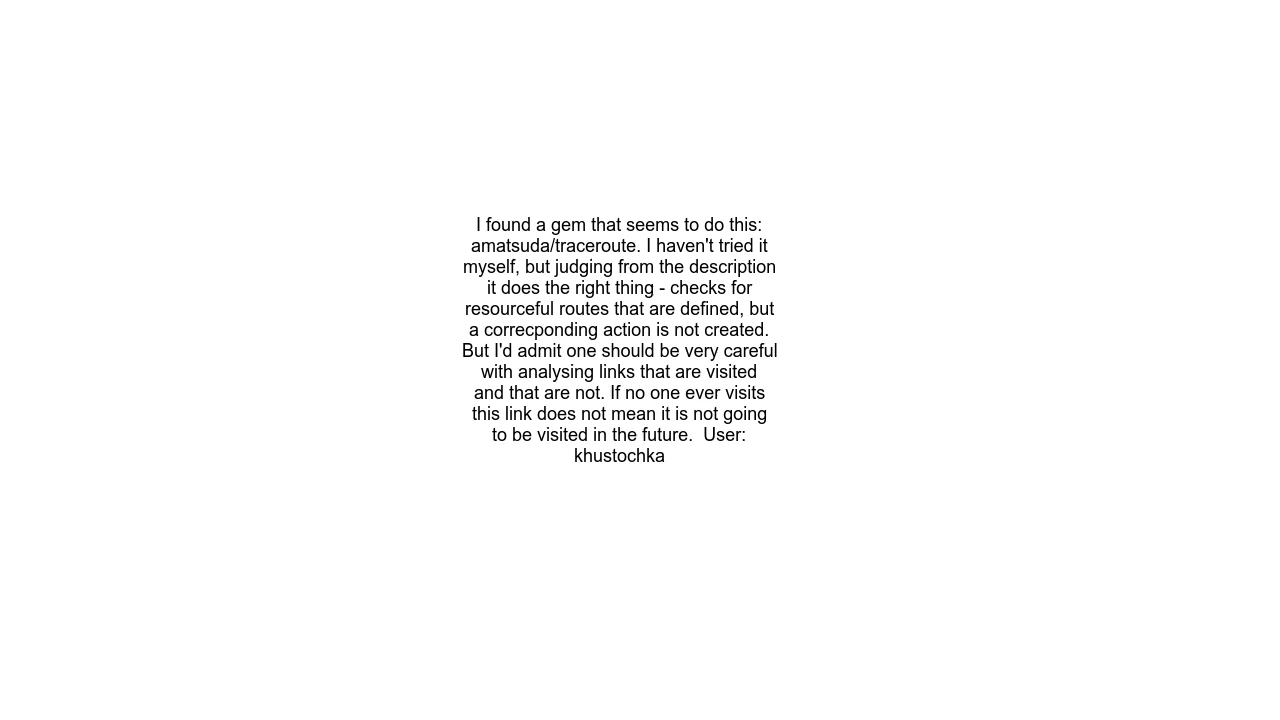 I found a gem that seems to do this:
amatsuda/traceroute. I haven't tried it
myself, but judging from the description
it does the right thing - checks for
resourceful routes that are defined, but
a correcponding action is not created.
But I'd admit one should be very careful
with analysing links that are visited
and that are not. If no one ever visits
this link does not mean it is not going
to be visited in the future.  User:
khustochka